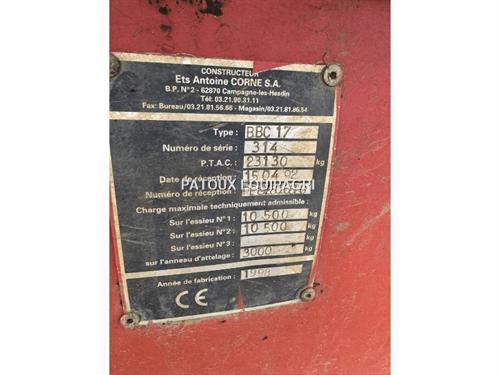 CONSTRUCTEUR
Ets Antoine CORNE S.A.
B.P. N°2 - 62870 Campagne-les-Hesdin
Tél: 03.21.90.31.11
Fax: Bureau/03.21.81.56.66 - Magasin/03.21.81.86.54
Type : BBC 17
Numéro de série : 314
P.T.A.C. : 23130 kg
Date de réception : 15.04.92
PATOUX EQUIPAGRI
Numéro de réception :
Charge maximale techniquement admissible :
Sur l'essieu N°1 : 10 500 kg
Sur l'essieu N°2 : 10 500 kg
Sur l'essieu N°3 : kg
sur l'anneau d'attelage : 3000 kg
Année de fabrication : 1998
CE